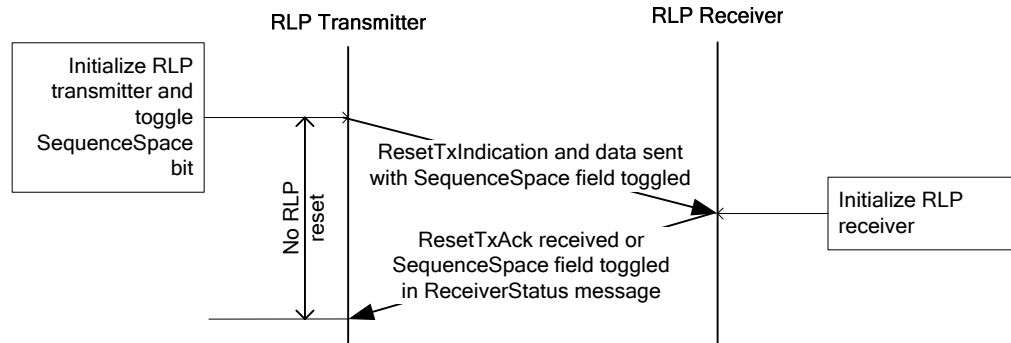 RLP Transmitter
RLP Receiver
Initialize RLP
transmitter and
toggle
SequenceSpace
bit
No RLP
reset
ResetTxIndication and data sent
with SequenceSpace field toggled
Initialize RLP
receiver
ResetTxAck received or
SequenceSpace field toggled
in ReceiverStatus message